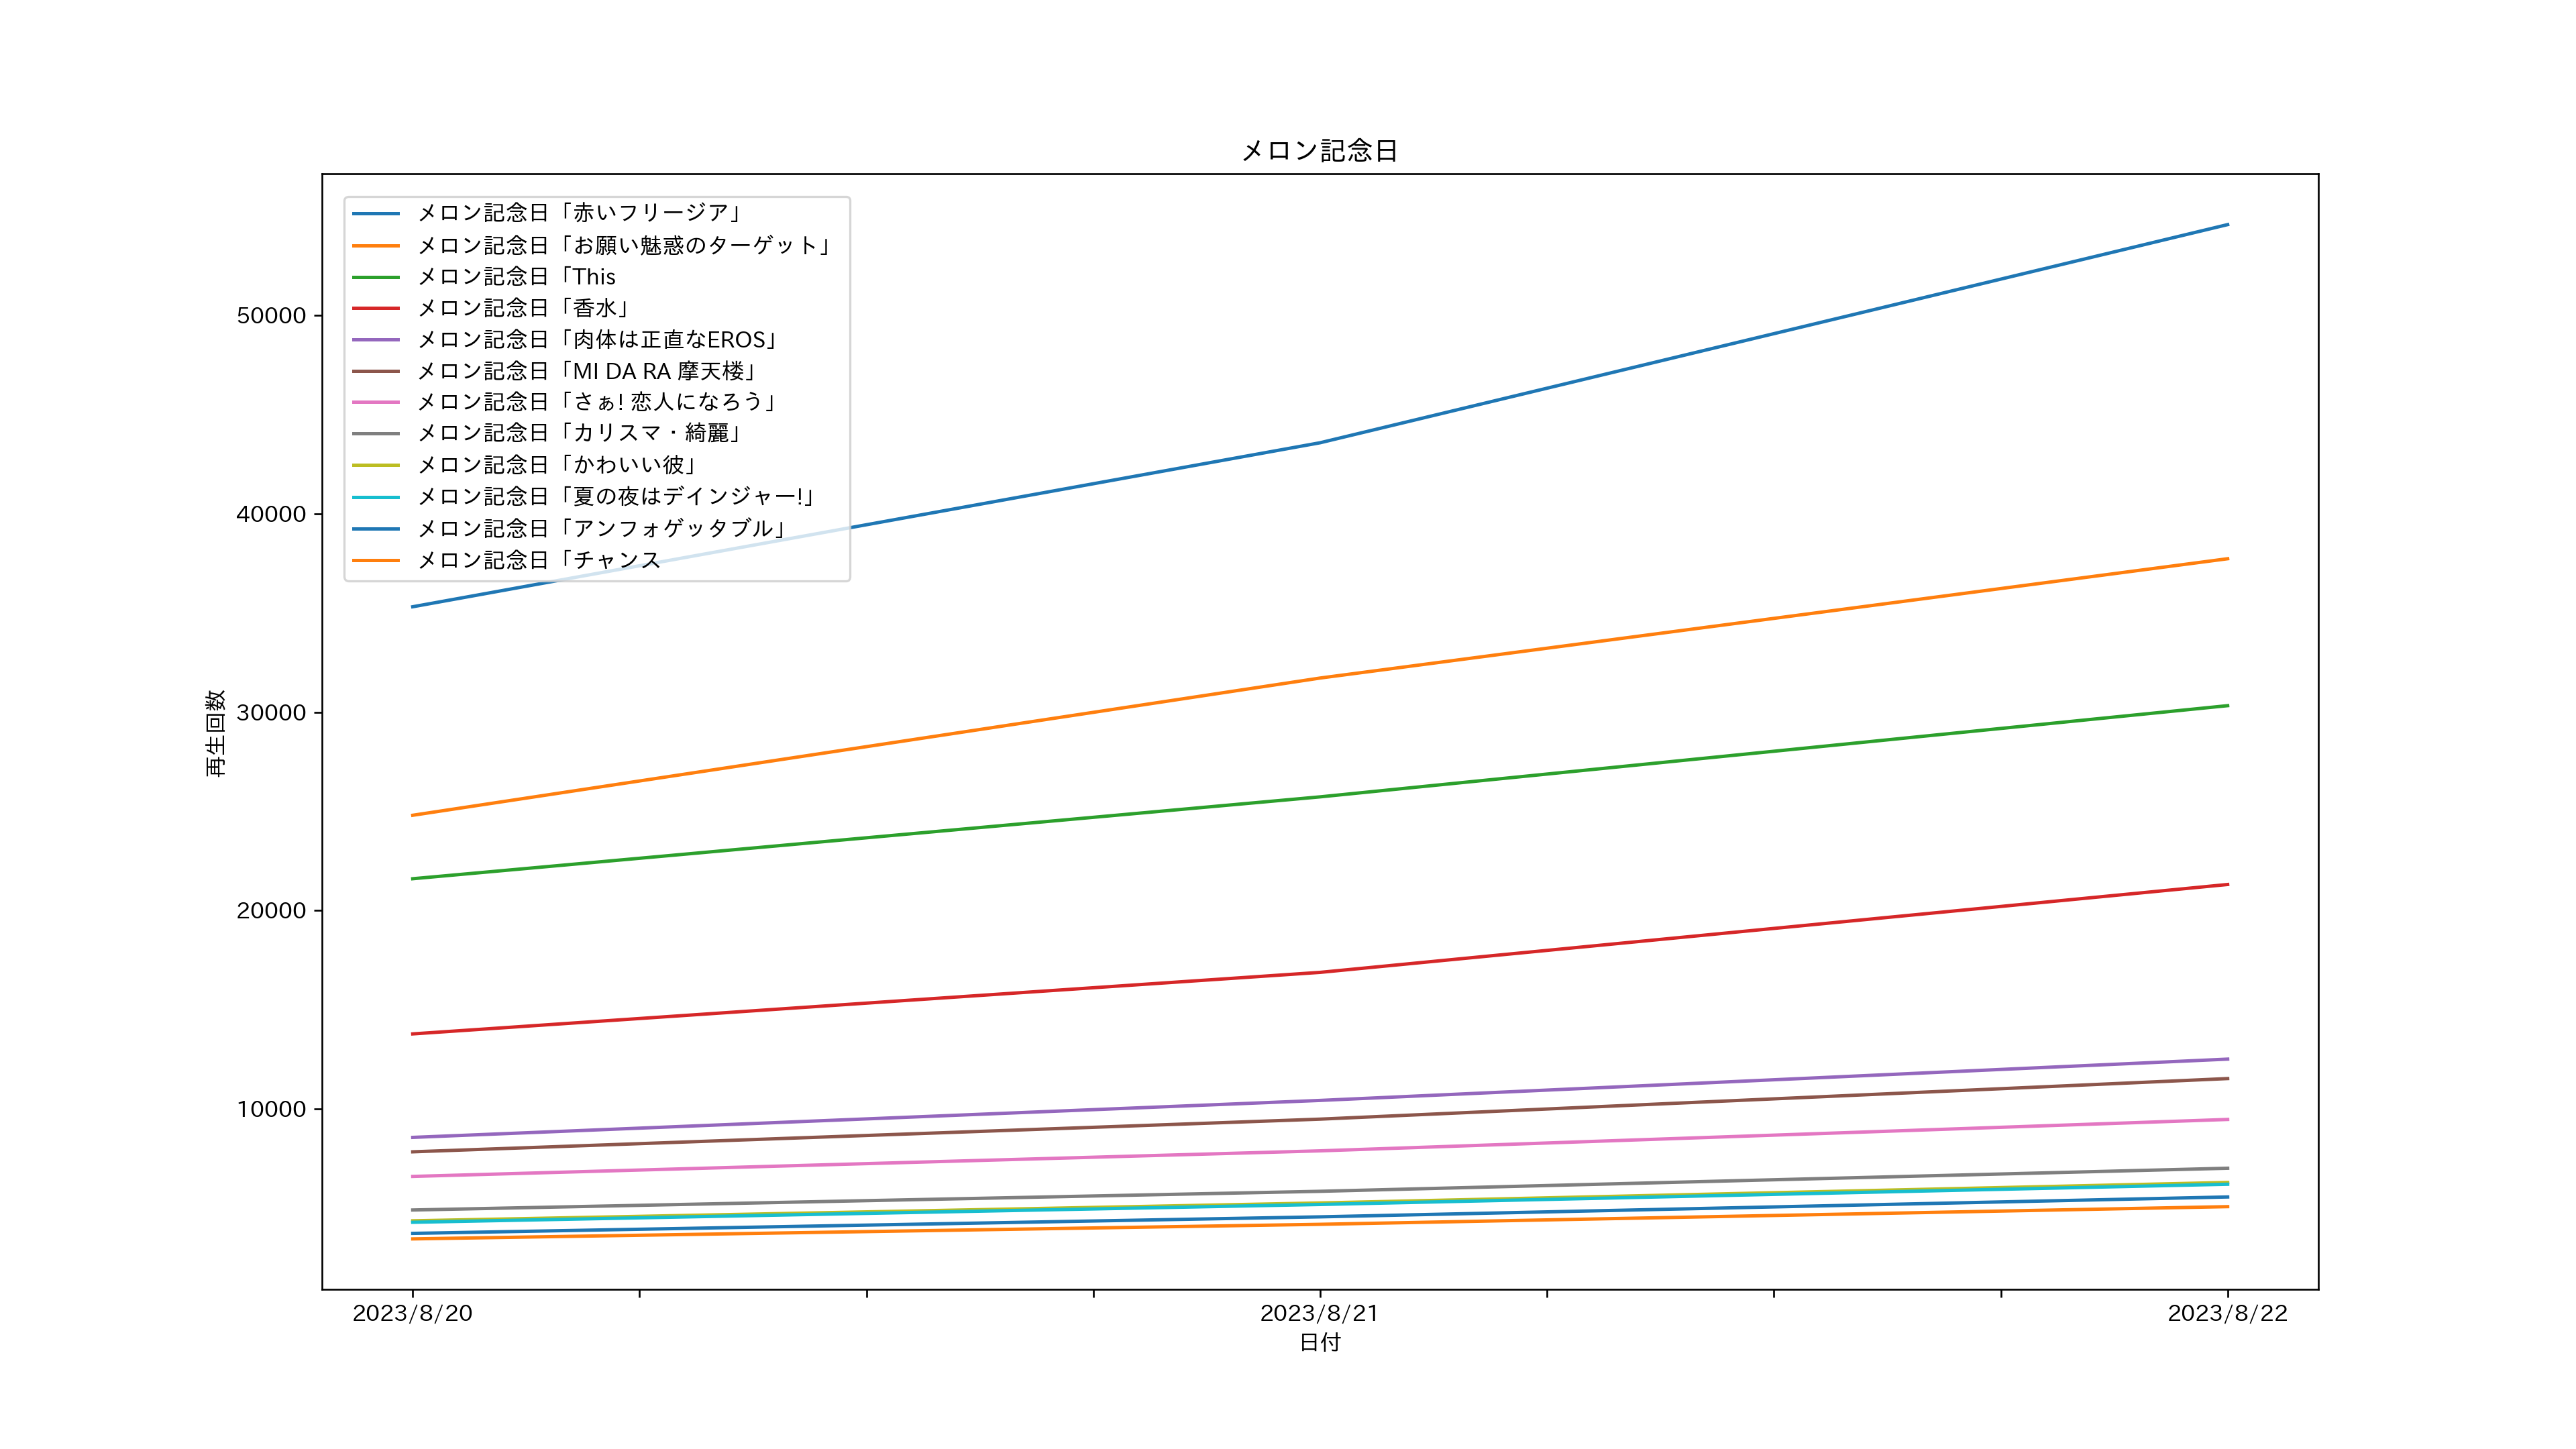 メロン記念日
メロン記念日「赤いフリージア」
メロン記念日「お願い魅惑のターゲット」
メロン記念日「This
メロン記念日「香水」
メロン記念日「肉体は正直なEROS」
メロン記念日「MI DA RA 摩天楼」
メロン記念日「さぁ! 恋人になろう」
メロン記念日「カリスマ・綺麗」
メロン記念日「かわいい彼」
メロン記念日「夏の夜はデインジャー!」
メロン記念日「アンフォゲッタブル」
メロン記念日「チャンス
50000
40000
30000
20000
10000
再生回数
2023/8/20
2023/8/21
2023/8/22
日付